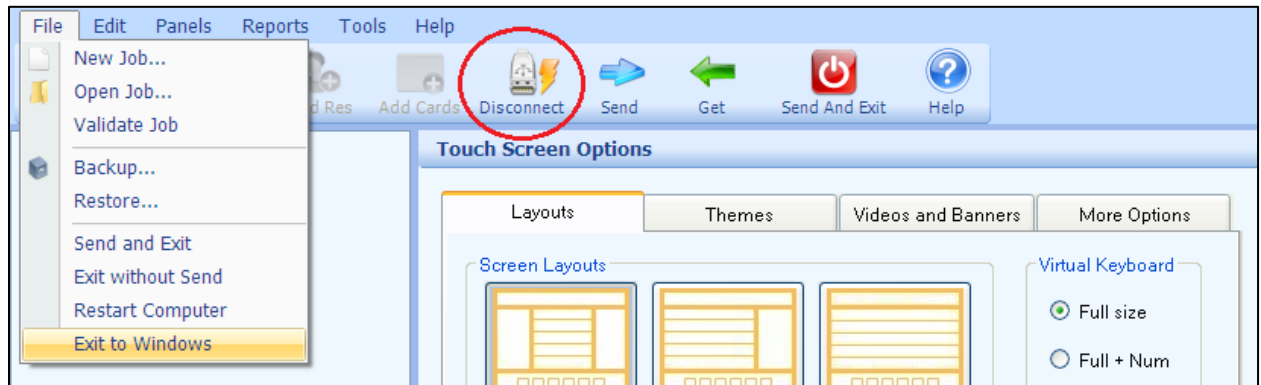 File Edit Panels Reports Tools Help
New Job...
Open Job...
Validate Job
Backup...
Restore...
Send and Exit
Exit without Send
Restart Computer
Exit to Windows
Res Add Cards Disconnect Send Get Send And Exit Help
Touch Screen Options
Layouts Themes Videos and Banners More Options
Screen Layouts Virtual Keyboard
Full size
Full + Num